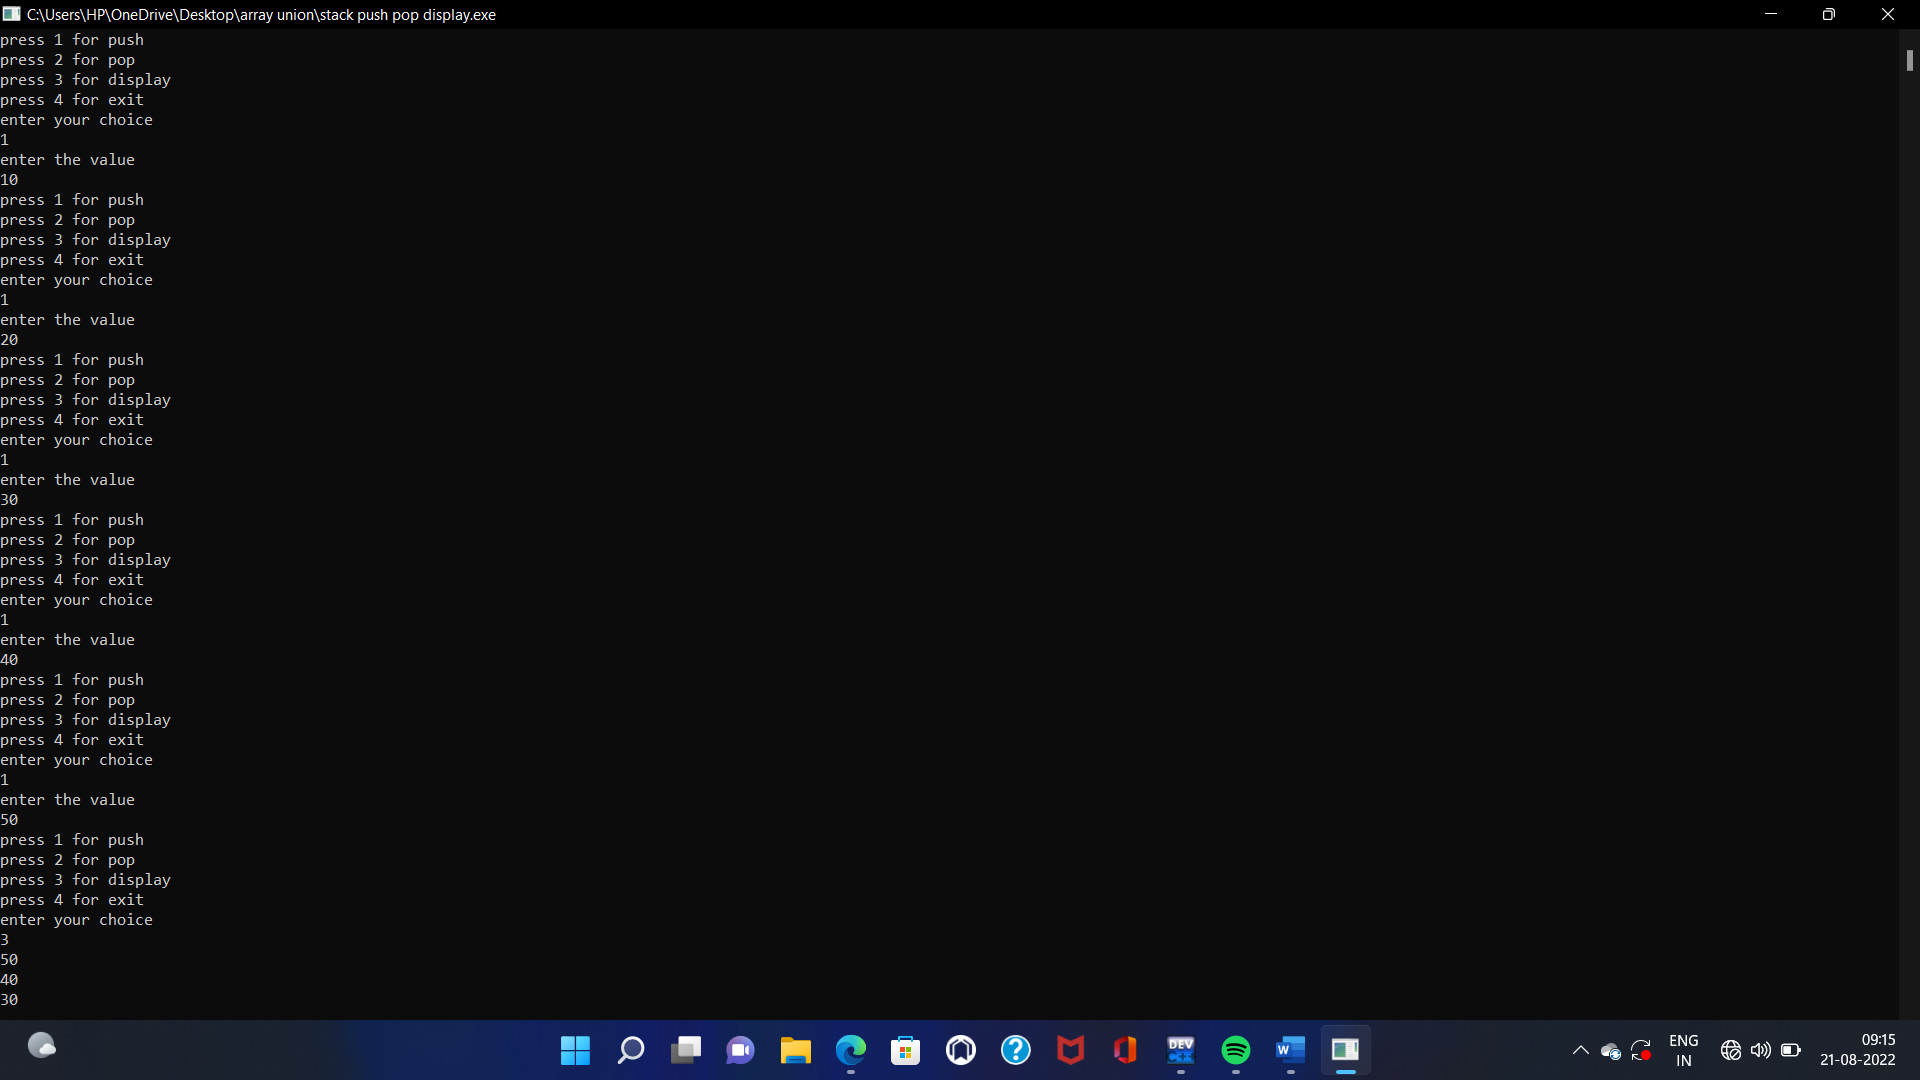 C:\Users\HP\OneDrive\Desktop\array union\stack push pop display.exe
press 1 for push
press 2 for pop
press 3 for display
press 4 for exit
enter your choice
1
enter the value
10
press 1 for push
press 2 for pop
press 3 for display
press 4 for exit
enter your choice
1
enter the value
20
press 1 for push
press 2 for pop
press 3 for display
press 4 for exit
enter your choice
1
enter the value
30
press 1 for push
press 2 for pop
press 3 for display
press 4 for exit
enter your choice
1
enter the value
40
press 1 for push
press 2 for pop
press 3 for display
press 4 for exit
enter your choice
1
enter the value
50
press 1 for push
press 2 for pop
press 3 for display
press 4 for exit
enter your choice
3
50
40
30
DEV
C++
W
ENG
IN
09:15
21-08-2022